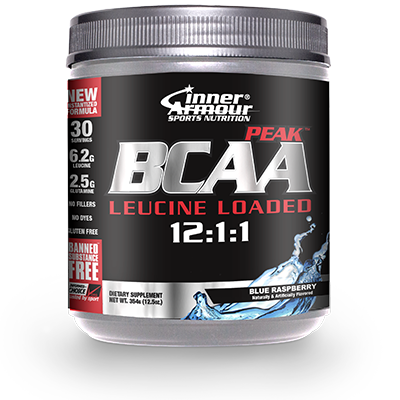 inner
Armour
SPORTS NUTRITION
PEAK™
BCAA
LEUCINE LOADED
12:1:1
NEW
FORMULA
30
SERVINGS
6.2G
LEUCINE
2.5G
GLUTAMINE
NO FILLERS
NO DYES
GLUTEN FREE
BANNED
SUBSTANCE
FREE
CHOICE
BLUE RASPBERRY
Naturally & Artificially Flavored
DIETARY SUPPLEMENT
NET WT. 354g (12.5oz.)